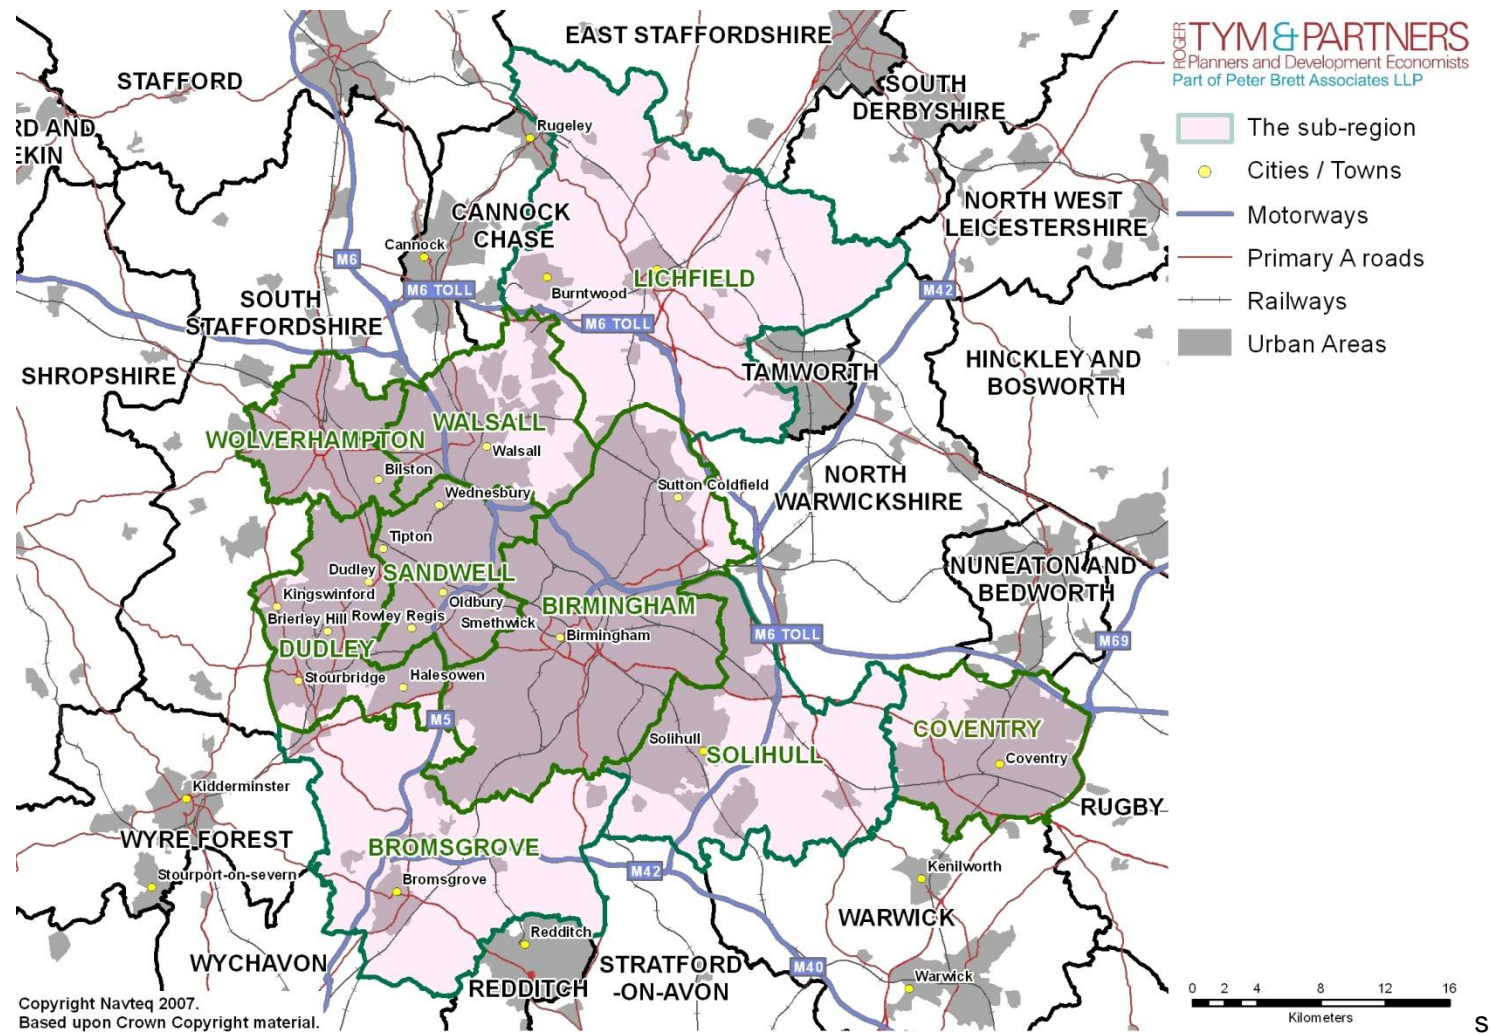 EAST STAFFORDSHIRE
STAFFORD
SOUTH
DERBYSHIRE
RD AND
EKIN
Rugeley
NORTH WEST
LEICESTERSHIRE
CANNOCK
CHASE
Cannock
M6
LICHFIELD
Burntwood
M6 TOLL
M42
SOUTH
STAFFORDSHIRE
M6 TOLL
SHROPSHIRE
TAMWORTH
HINCKLEY AND
BOSWORTH
WALSALL
WOLVERHAMPTON
Walsall
Bilston
NORTH
WARWICKSHIRE
Sutton Coldfield
Wednesbury
Tipton
Dudley
SANDWELL
NUNEATON AND
BEDWORTH
Kingswinford
Oldbury
BIRMINGHAM
Brierley Hill
Rowley Regis
Smethwick
Birmingham
M6 TOLL
M69
DUDLEY
Stourbridge
Halesowen
M5
COVENTRY
Solihull
SOLIHULL
Coventry
Kidderminster
RUGBY
WYRE FOREST
BROMSGROVE
Stourport-on-severn
Bromsgrove
M42
Kenilworth
WARWICK
Redditch
WYCHAVON
REDDITCH
STRATFORD
-ON-AVON
M40
Warwick
Copyright Navteq 2007.
Based upon Crown Copyright material.
ROGER
TYM & PARTNERS
Planners and Development Economists
Part of Peter Brett Associates LLP
The sub-region
Cities / Towns
Motorways
Primary A roads
Railways
Urban Areas
0 2 4 8 12 16
Kilometers
s